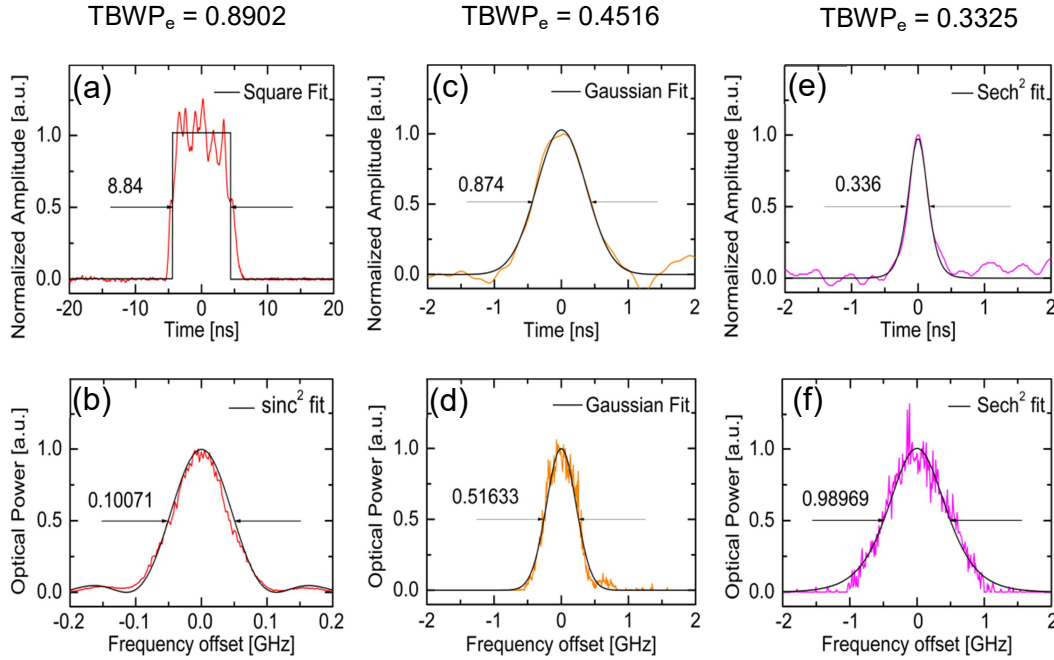 TBWPₑ = 0.8902
TBWPₑ = 0.4516
TBWPₑ = 0.3325
(a)
Square Fit
8.84
Normalized Amplitude [a.u.]
1.0
0.5
0.0
-20 -10 0 10 20
Time [ns]
(c)
Gaussian Fit
0.874
Normalized Amplitude [a.u.]
1.0
0.5
0.0
-2 -1 0 1 2
Time [ns]
(e)
Sech² fit
0.336
Normalized Amplitude [a.u.]
1.0
0.5
0.0
-2 -1 0 1 2
Time [ns]
(b)
sinc² fit
0.10071
Optical Power [a.u.]
1.0
0.5
0.0
-0.2 -0.1 0.0 0.1 0.2
Frequency offset [GHz]
(d)
Gaussian Fit
0.51633
Optical Power [a.u.]
1.0
0.5
0.0
-2 -1 0 1 2
Frequency offset [GHz]
(f)
Sech² fit
0.98969
Optical Power [a.u.]
1.0
0.5
0.0
-2 -1 0 1 2
Frequency offset [GHz]